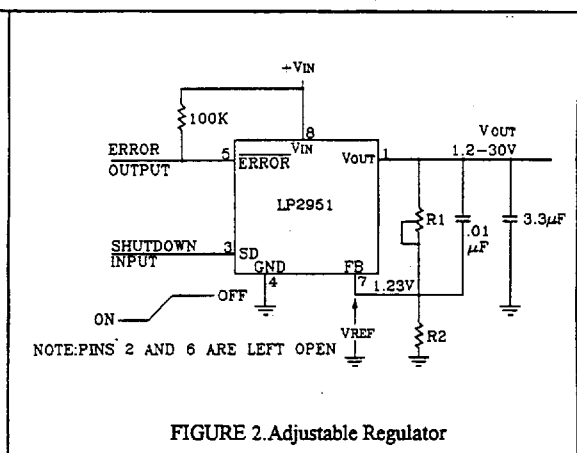 +VIN
100K
8
ERROR
OUTPUT
5
VIN
ERROR
VOUT
1
VOUT
1.2-30V
LP2951
R1
.01
µF
3.3µF
SHUTDOWN
INPUT
3
SD
GND
FB
4
7
1.23V
ON
OFF
VREF
R2
NOTE:PINS 2 AND 6 ARE LEFT OPEN
FIGURE 2.Adjustable Regulator